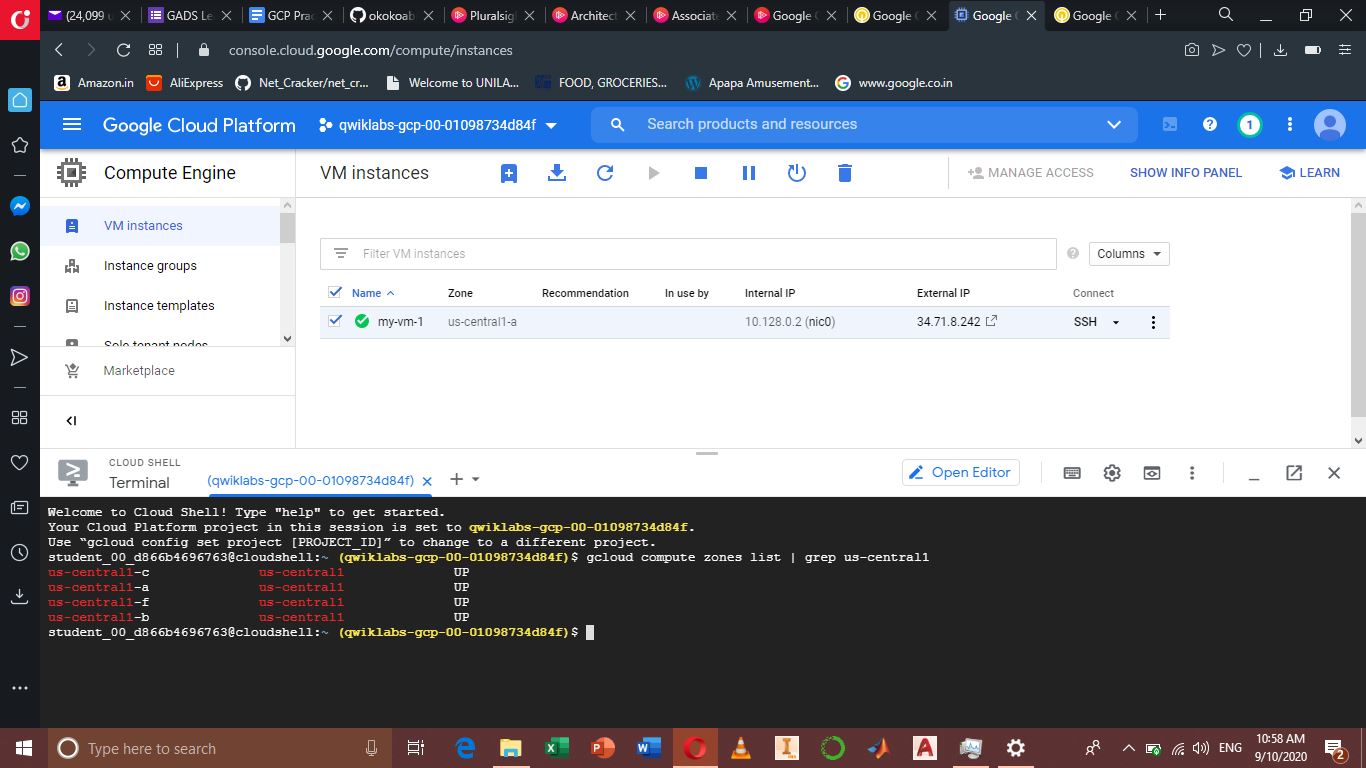 (24,099 u
GADS Le
GCP Prac
okokoab
Pluralsig
Architect
Associate
Google C
Google C
Google C
Google C
console.cloud.google.com/compute/instances
Amazon.in
AliExpress
Net_Cracker/net_cr...
Welcome to UNILA...
FOOD, GROCERIES...
Apapa Amusement...
www.google.co.in
Google Cloud Platform
qwiklabs-gcp-00-01098734d84f
Search products and resources
1
Compute Engine
VM instances
MANAGE ACCESS
SHOW INFO PANEL
LEARN
VM instances
Instance groups
Instance templates
Sole-tenant nodes
Marketplace
Filter VM instances
Columns
Name Zone Recommendation In use by Internal IP External IP Connect
my-vm-1 us-central1-a 10.128.0.2 (nic0) 34.71.8.242 SSH
CLOUD SHELL
Terminal
(qwiklabs-gcp-00-01098734d84f)
Open Editor
Welcome to Cloud Shell! Type "help" to get started.
Your Cloud Platform project in this session is set to qwiklabs-gcp-00-01098734d84f.
Use “gcloud config set project [PROJECT_ID]” to change to a different project.
student_00_d866b4696763@cloudshell:~ (qwiklabs-gcp-00-01098734d84f)$ gcloud compute zones list | grep us-central1
us-central1-c us-central1 UP
us-central1-a us-central1 UP
us-central1-f us-central1 UP
us-central1-b us-central1 UP
student_00_d866b4696763@cloudshell:~ (qwiklabs-gcp-00-01098734d84f)$
Type here to search
ENG
10:58 AM
9/10/2020
2